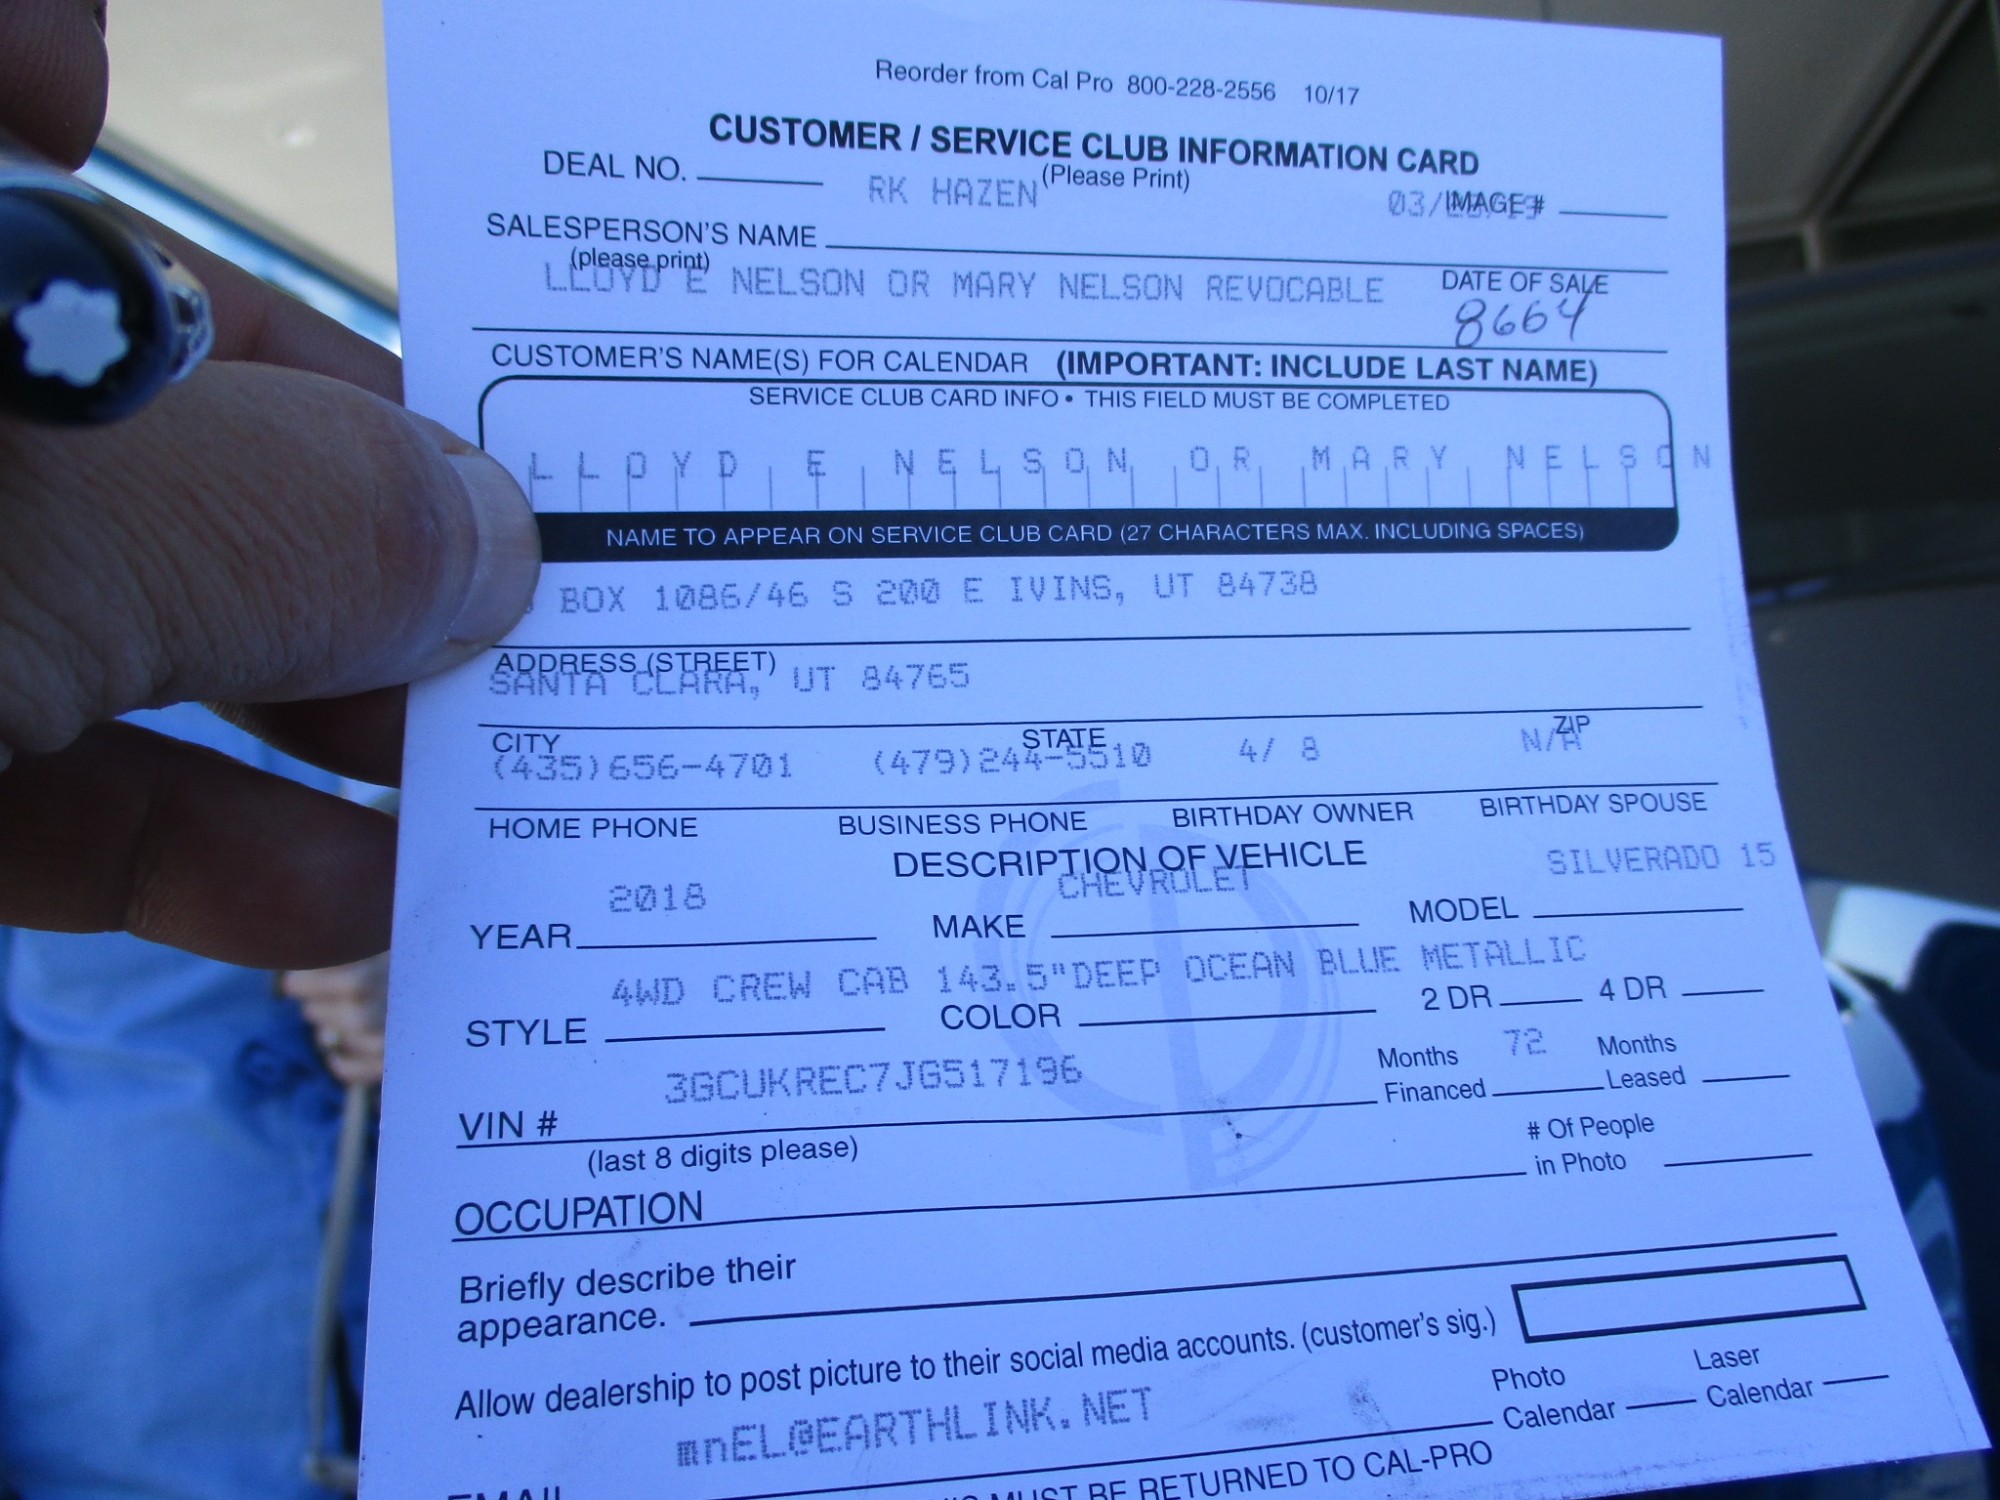 Reorder from Cal Pro 800-228-2556 10/17
CUSTOMER / SERVICE CLUB INFORMATION CARD
DEAL NO. (Please Print)
RK HAZEN 03/ IMAGE #
SALESPERSON'S NAME
(please print)
LLOYD E NELSON OR MARY NELSON REVOCABLE
DATE OF SALE
8664
CUSTOMER'S NAME(S) FOR CALENDAR (IMPORTANT: INCLUDE LAST NAME)
SERVICE CLUB CARD INFO • THIS FIELD MUST BE COMPLETED
LLOYD E NELSON OR MARY NELSON
NAME TO APPEAR ON SERVICE CLUB CARD (27 CHARACTERS MAX. INCLUDING SPACES)
BOX 1086/46 S 200 E IVINS, UT 84738
ADDRESS (STREET)
SANTA CLARA, UT 84765
CITY STATE ZIP
(435)656-4701 (479)244-5510 4/ 8 N/A
HOME PHONE BUSINESS PHONE BIRTHDAY OWNER BIRTHDAY SPOUSE
DESCRIPTION OF VEHICLE
2018 CHEVROLET SILVERADO 15
YEAR MAKE MODEL
4WD CREW CAB 143.5"DEEP OCEAN BLUE METALLIC
STYLE COLOR 2 DR 4 DR
3GCUKREC7JG517196
72
VIN # Months Financed Months Leased
(last 8 digits please)
# Of People in Photo
OCCUPATION
Briefly describe their
appearance.
Allow dealership to post picture to their social media accounts. (customer's sig.)
mnEL@EARTHLINK.NET
Photo Calendar Laser Calendar
EMAIL
MUST BE RETURNED TO CAL-PRO